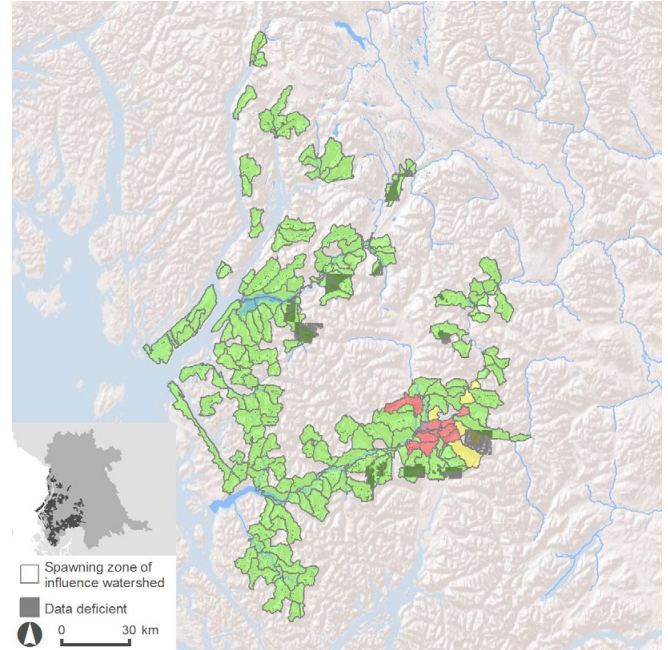 Spawning zone of
influence watershed
Data deficient
0 30 km